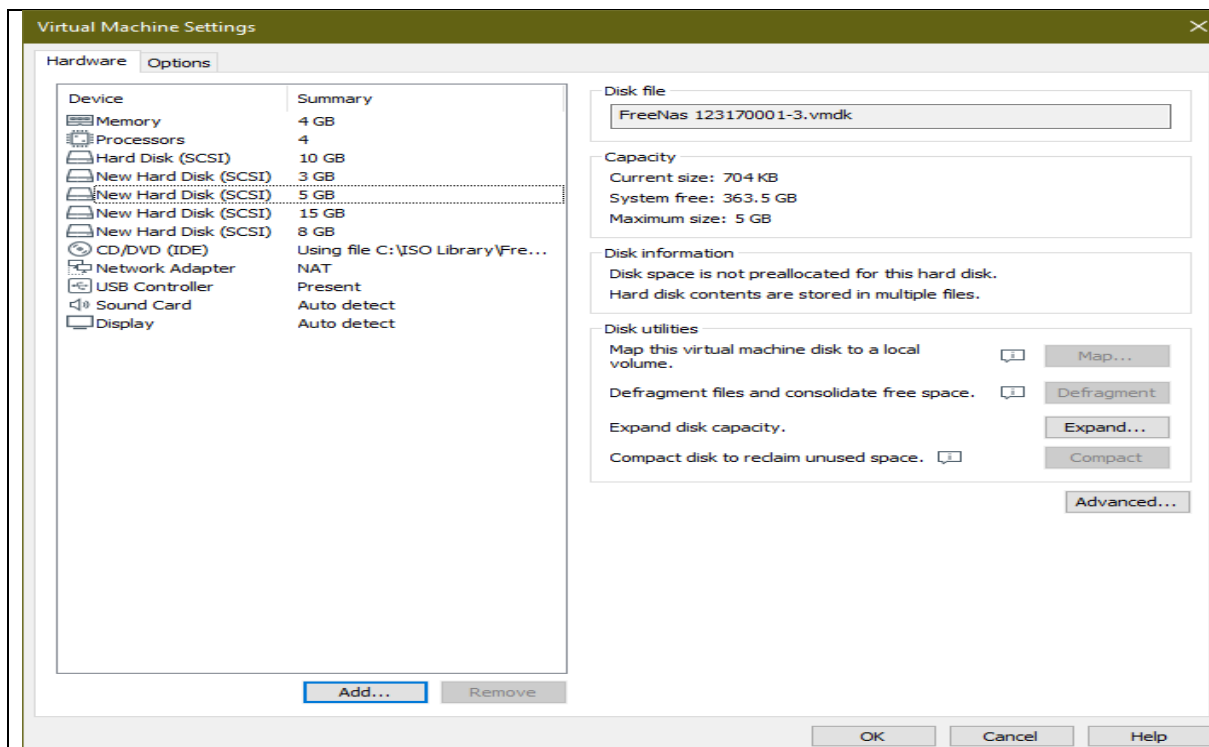 Virtual Machine Settings
Hardware Options
Device Summary
Memory 4 GB
Processors 4
Hard Disk (SCSI) 10 GB
New Hard Disk (SCSI) 3 GB
New Hard Disk (SCSI) 5 GB
New Hard Disk (SCSI) 15 GB
New Hard Disk (SCSI) 8 GB
CD/DVD (IDE) Using file C:\ISO Library\Fre...
Network Adapter NAT
USB Controller Present
Sound Card Auto detect
Display Auto detect
Add... Remove
Disk file
FreeNas 123170001-3.vmdk
Capacity
Current size: 704 KB
System free: 363.5 GB
Maximum size: 5 GB
Disk information
Disk space is not preallocated for this hard disk.
Hard disk contents are stored in multiple files.
Disk utilities
Map this virtual machine disk to a local
volume.
Map...
Defragment files and consolidate free space. Defragment
Expand disk capacity. Expand...
Compact disk to reclaim unused space. Compact
Advanced...
OK Cancel Help